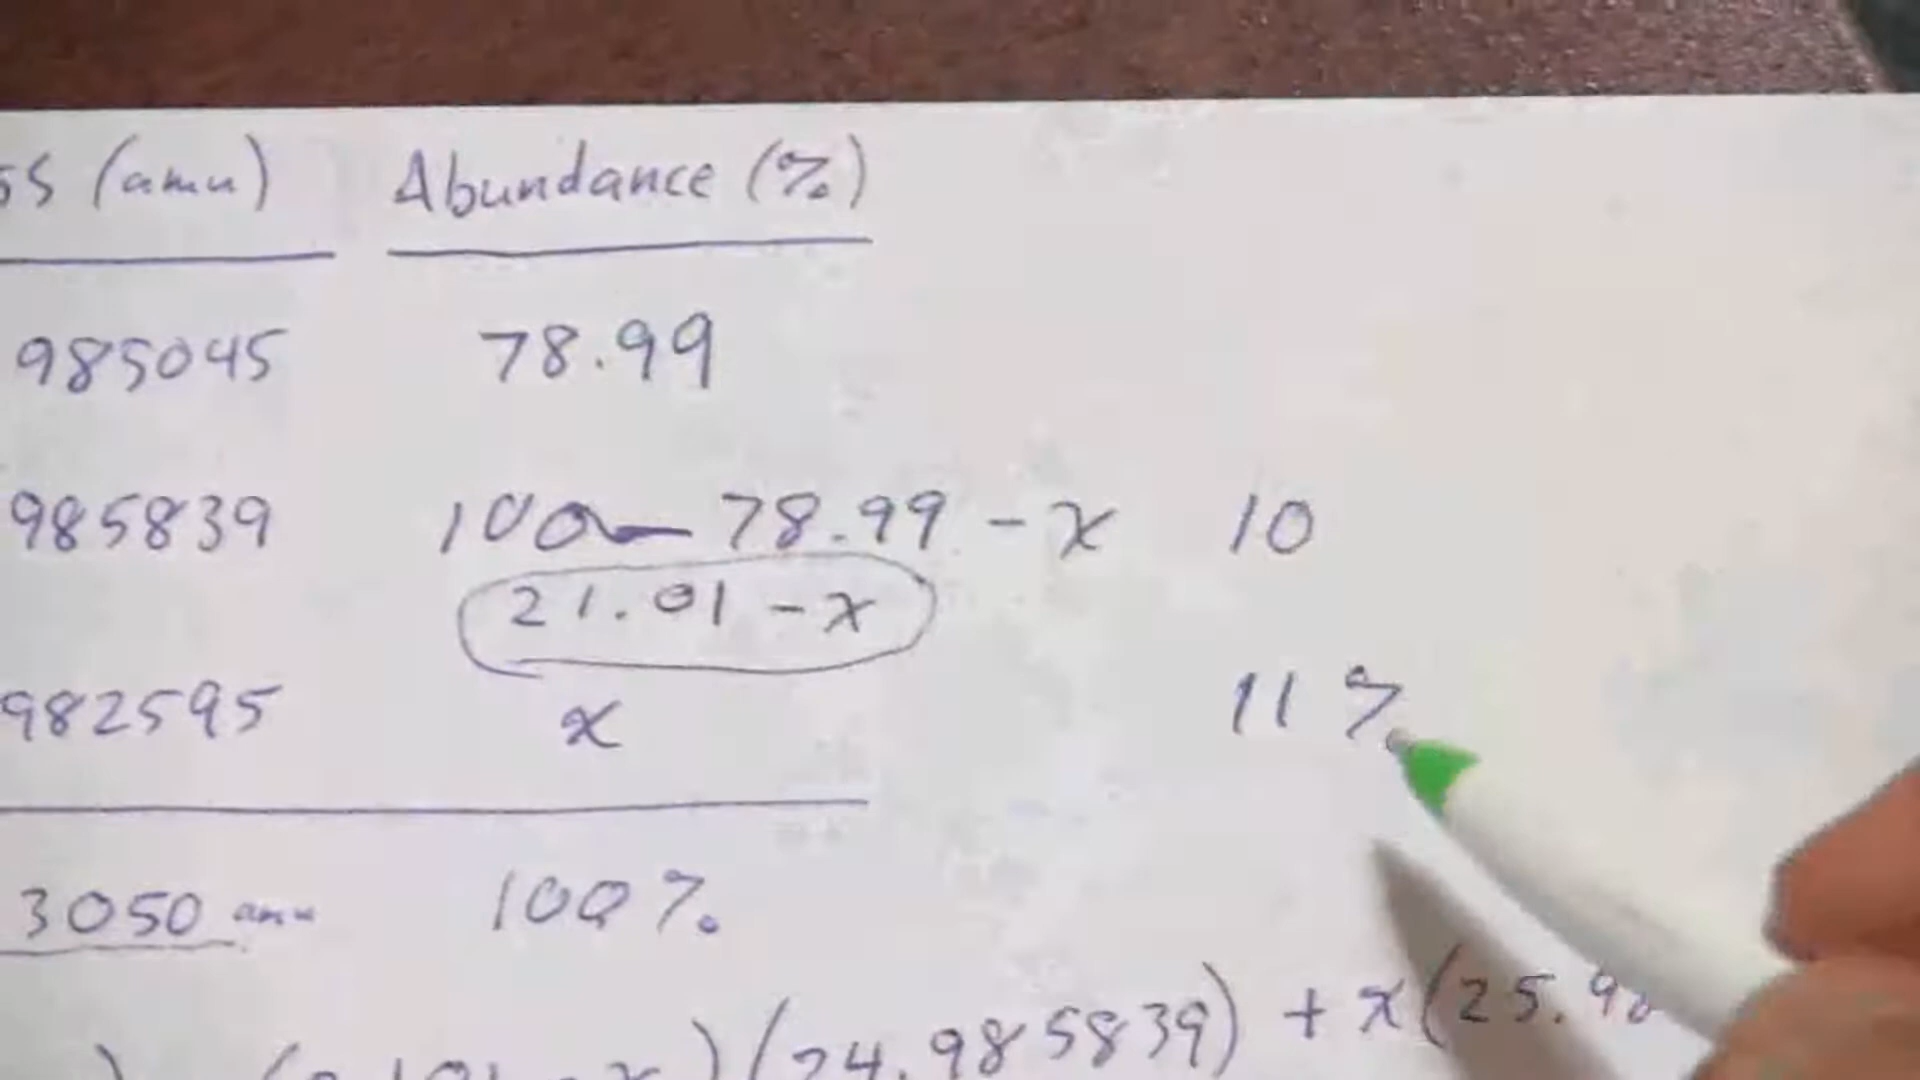 ss (amu) Abundance (%)
985045 78.99
985839 100 - 78.99 - x 10
21.01 - x
982595 x 11 %
3050 amu 100 %
) (24.985839) + x(25.98